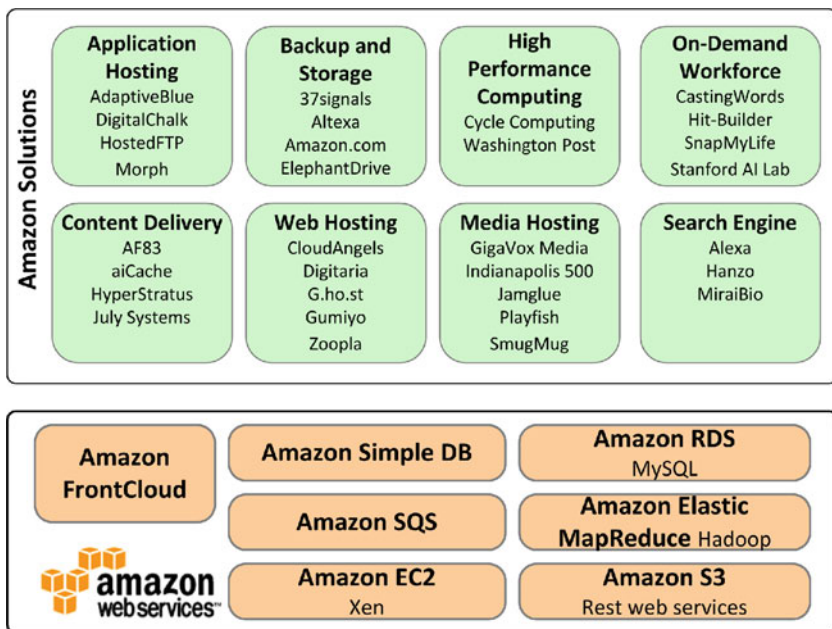 Amazon Solutions
Application
Hosting
AdaptiveBlue
DigitalChalk
HostedFTP
Morph
Backup and
Storage
37signals
Altexa
Amazon.com
ElephantDrive
High
Performance
Computing
Cycle Computing
Washington Post
On-Demand
Workforce
CastingWords
Hit-Builder
SnapMyLife
Stanford AI Lab
Content Delivery
AF83
aiCache
HyperStratus
July Systems
Web Hosting
CloudAngels
Digitaria
G.ho.st
Gumiyo
Zoopla
Media Hosting
GigaVox Media
Indianapolis 500
Jamglue
Playfish
SmugMug
Search Engine
Alexa
Hanzo
MiraiBio
Amazon
FrontCloud
Amazon Simple DB
Amazon RDS
MySQL
Amazon SQS
Amazon Elastic
MapReduce Hadoop
amazon
webservices™
Amazon EC2
Xen
Amazon S3
Rest web services